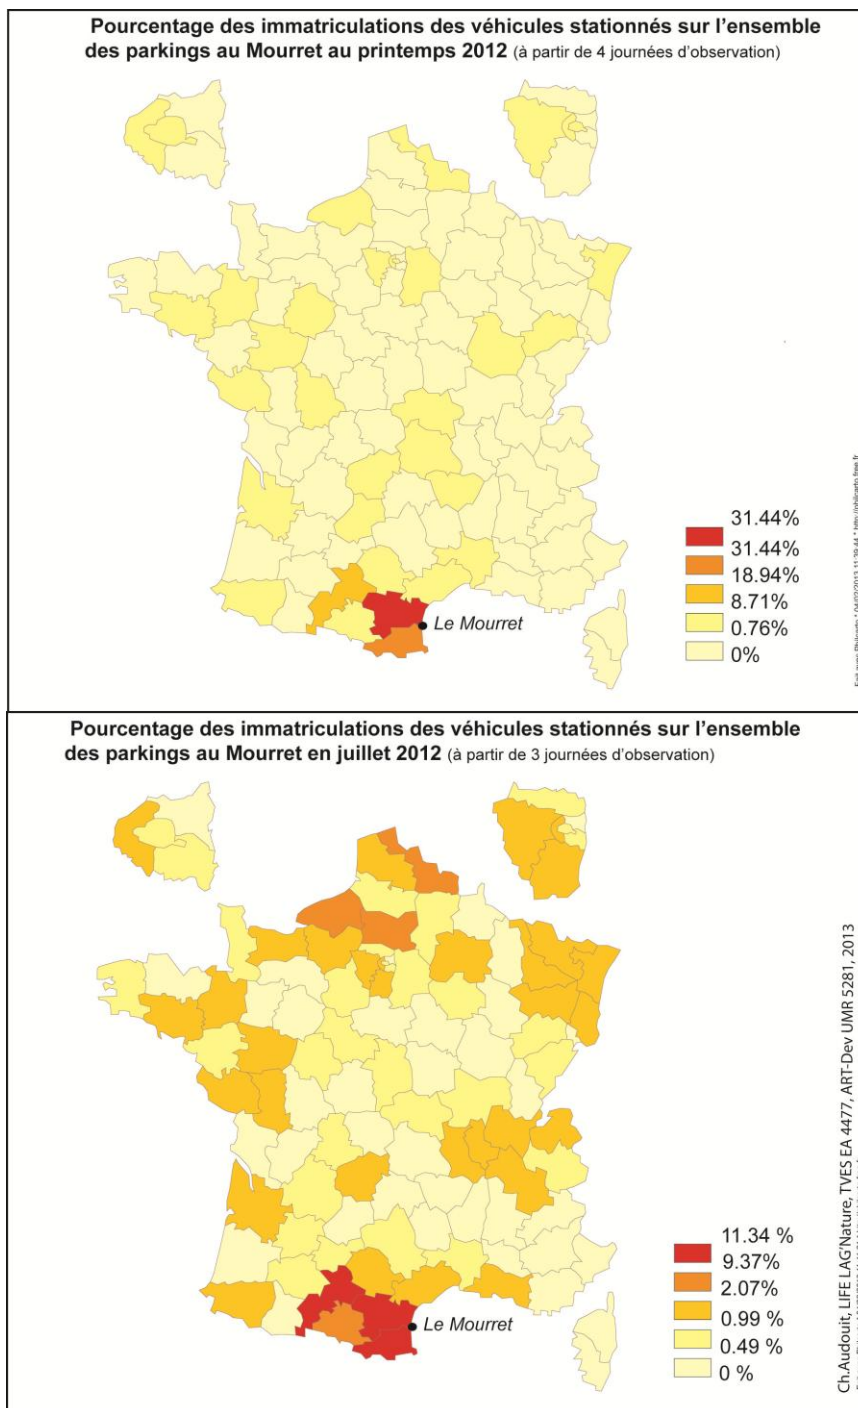 Pourcentage des immatriculations des véhicules stationnés sur l’ensemble
des parkings au Mourret au printemps 2012 (à partir de 4 journées d’observation)
31.44%
31.44%
18.94%
8.71%
0.76%
0%
Le Mourret
Pourcentage des immatriculations des véhicules stationnés sur l’ensemble
des parkings au Mourret en juillet 2012 (à partir de 3 journées d’observation)
11.34 %
9.37%
2.07%
0.99 %
0.49 %
0 %
Le Mourret
Ch.Audouit, LIFE LAG'Nature, TVES EA 4477, ART-Dev UMR 5281, 2013